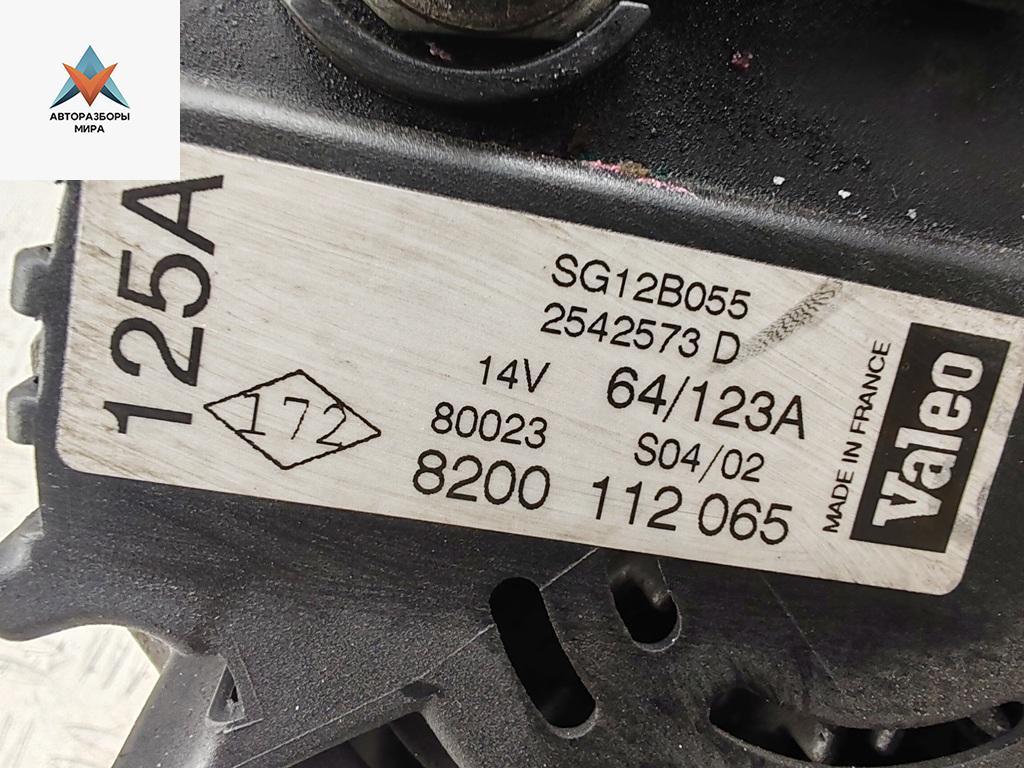 АВТОРАЗБОРЫ
МИРА
125A
172
SG12B055
2542573 D
14V 64/123A
80023 S04/02
8200 112 065
MADE IN FRANCE
Valeo